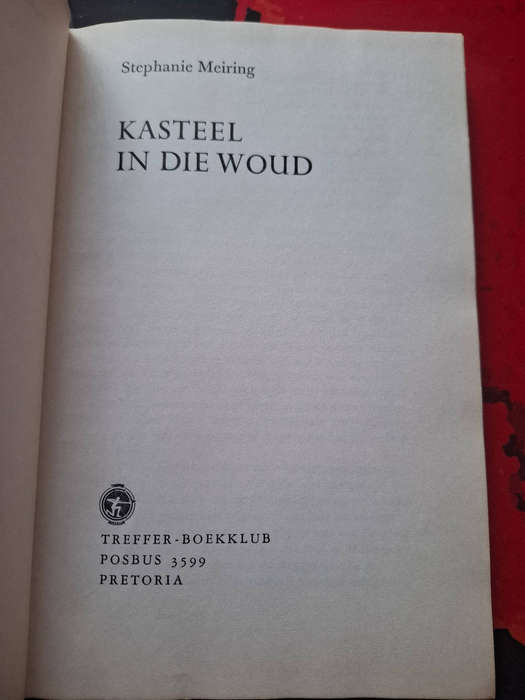 Stephanie Meiring
KASTEEL
IN DIE WOUD
TREFFER-BOEKKLUB
POSBUS 3599
PRETORIA